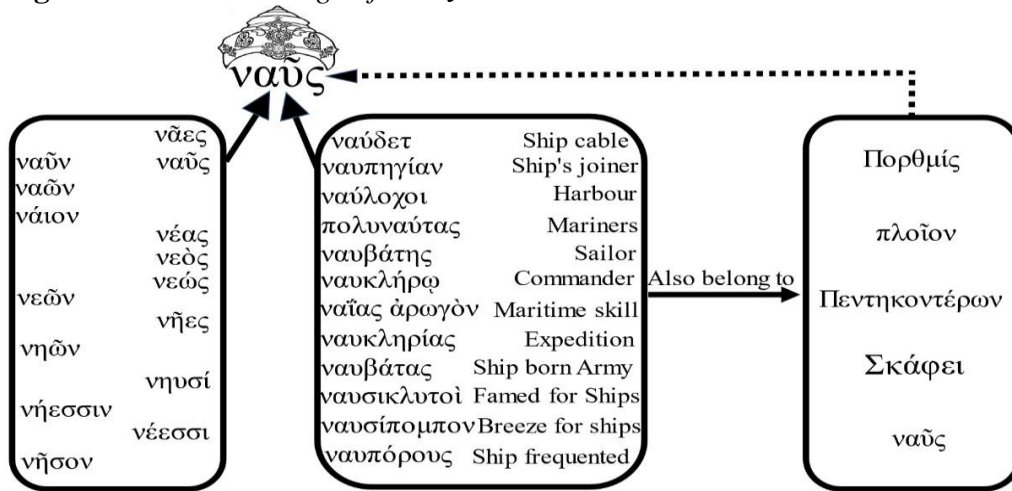 ναῦς
νᾶες
ναῦν ναῦς
ναῶν
νάιον
νέας
νεὸς
νεώς
νεῶν
νῆες
νηῶν
νηυσί
νήεσσιν
νέεσσι
νῆσον
ναύδετ Ship cable
ναυπηγίαν Ship's joiner
ναύλοχοι Harbour
πολυναύτας Mariners
ναυβάτης Sailor
ναυκλήρῳ Commander
ναΐας ἀρωγὸν Maritime skill
ναυκληρίας Expedition
ναυβάτας Ship born Army
ναυσικλυτοὶ Famed for Ships
ναυσίπομπον Breeze for ships
ναυπόρους Ship frequented
Also belong to
Πορθμίς
πλοῖον
Πεντηκοντέρων
Σκάφει
ναῦς